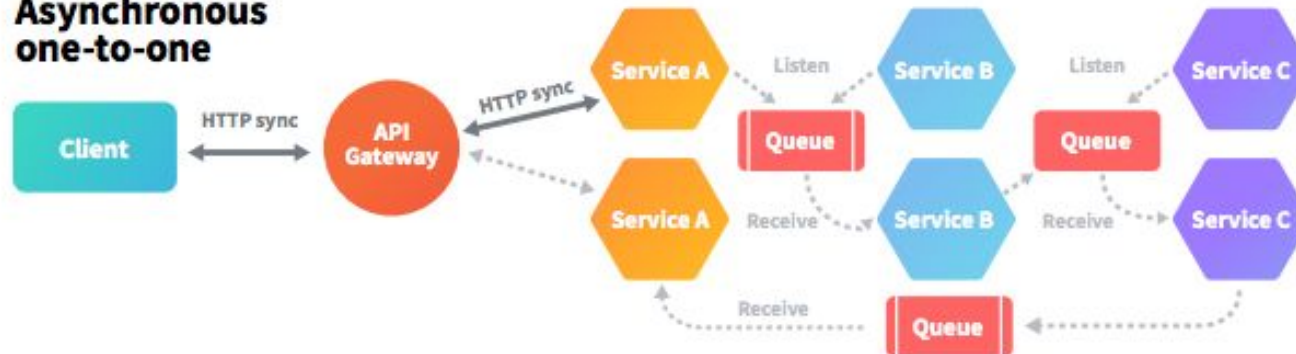 Asynchronous
one-to-one
Client
HTTP sync
API
Gateway
HTTP sync
Service A
Listen
Service B
Listen
Service C
Queue
Queue
Service A
Receive
Service B
Receive
Service C
Receive
Queue